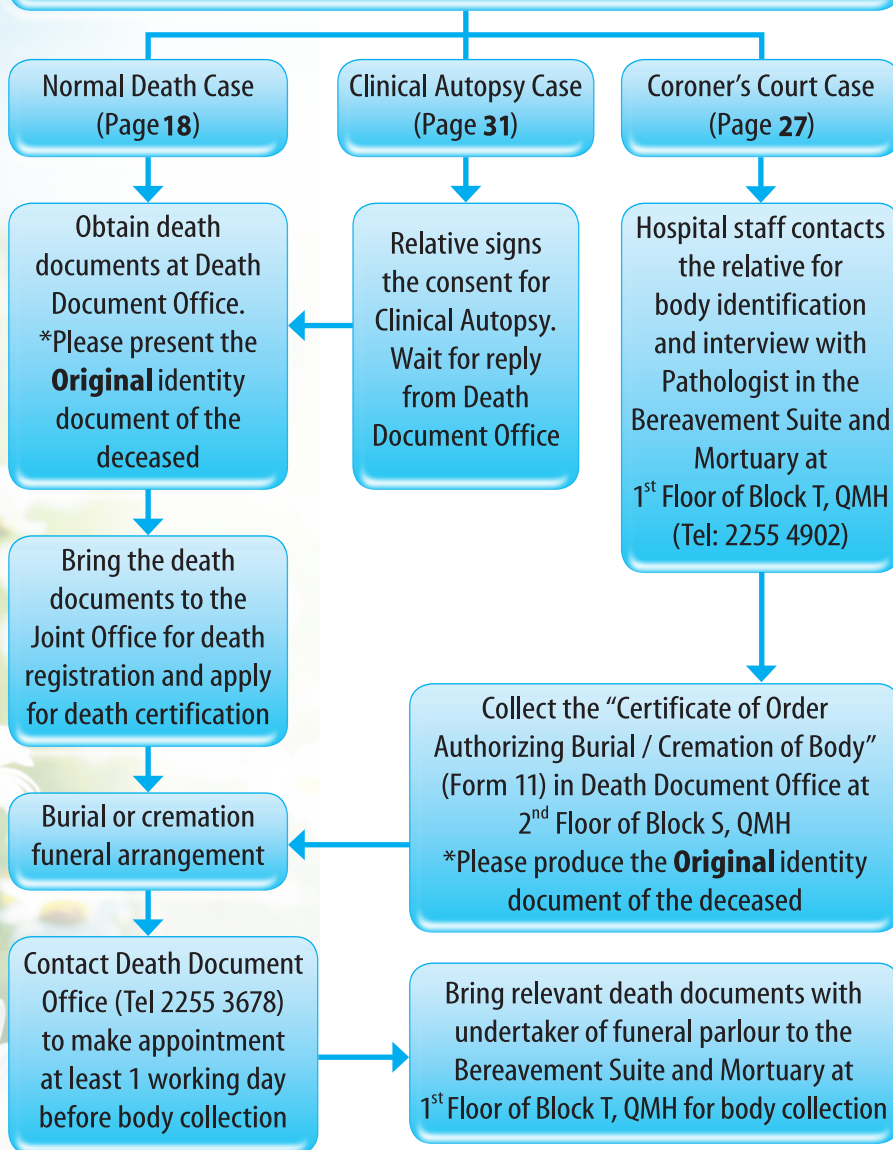 Normal Death Case
(Page 18)
Clinical Autopsy Case
(Page 31)
Coroner's Court Case
(Page 27)
Obtain death
documents at Death
Document Office.
*Please present the
Original identity
document of the
deceased
Relative signs
the consent for
Clinical Autopsy.
Wait for reply
from Death
Document Office
Hospital staff contacts
the relative for
body identification
and interview with
Pathologist in the
Bereavement Suite and
Mortuary at
1st Floor of Block T, QMH
(Tel: 2255 4902)
Bring the death
documents to the
Joint Office for death
registration and apply
for death certification
Collect the “Certificate of Order
Authorizing Burial / Cremation of Body”
(Form 11) in Death Document Office at
2nd Floor of Block S, QMH
*Please produce the Original identity
document of the deceased
Burial or cremation
funeral arrangement
Contact Death Document
Office (Tel 2255 3678)
to make appointment
at least 1 working day
before body collection
Bring relevant death documents with
undertaker of funeral parlour to the
Bereavement Suite and Mortuary at
1st Floor of Block T, QMH for body collection